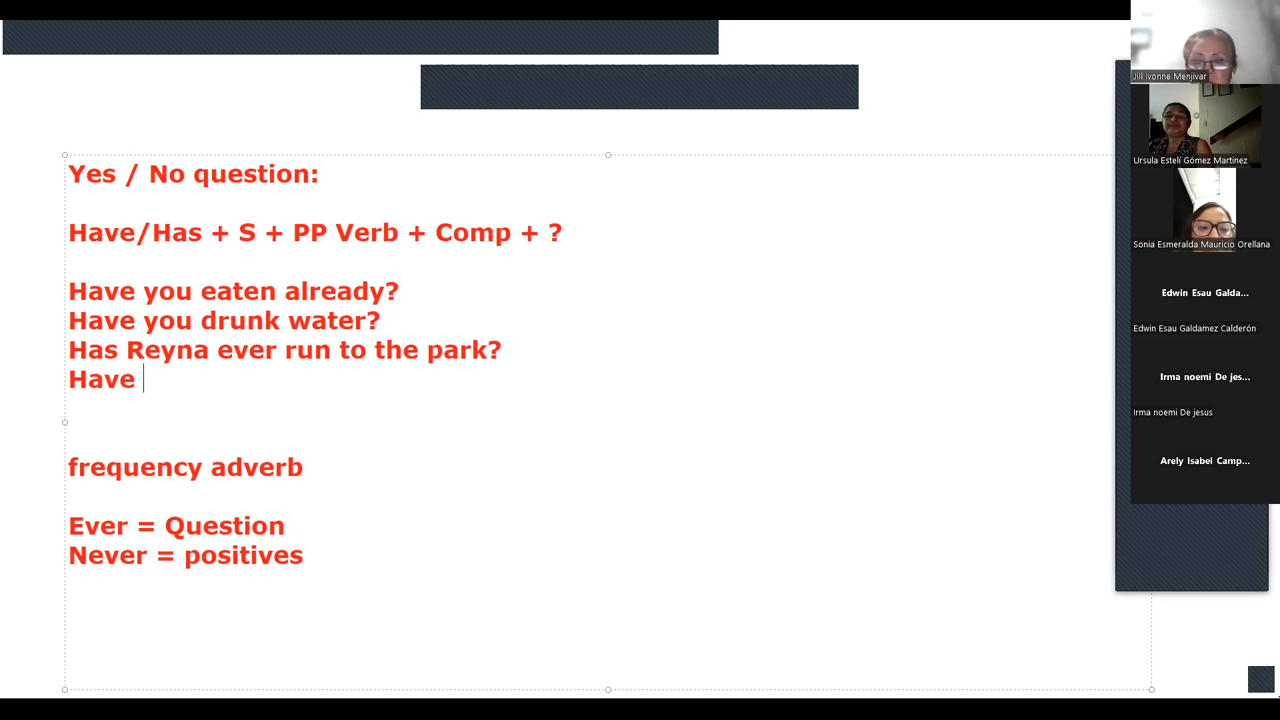 Yes / No question:
Have/Has + S + PP Verb + Comp + ?
Have you eaten already?
Have you drunk water?
Has Reyna ever run to the park?
Have
frequency adverb
Ever = Question
Never = positives
Jill Ivonne Menjivar
Ursula Estelí Gómez Martinez
Sonia Esmeralda Mauricio Orellana
Edwin Esau Galda...
Edwin Esau Galdamez Calderón
Irma noemi De jes...
Irma noemi De jesus
Arely Isabel Camp...